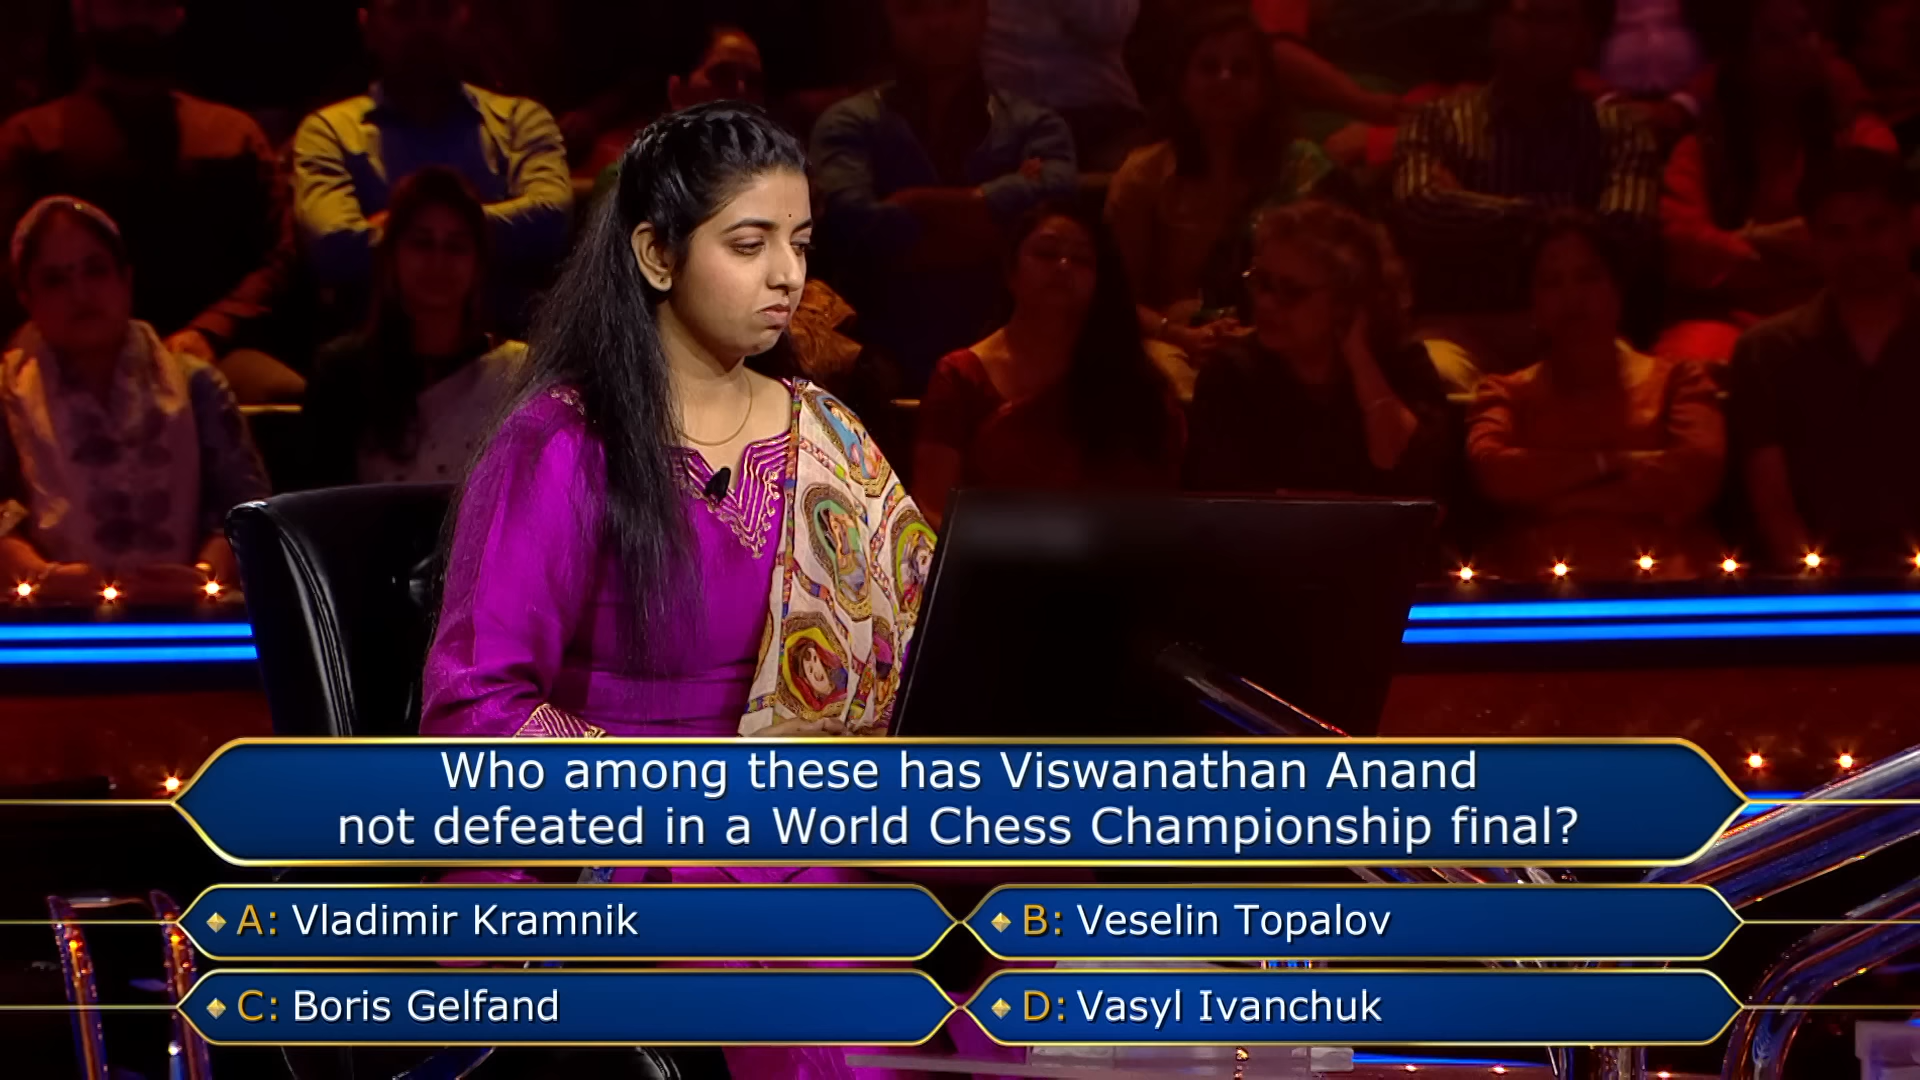 Who among these has Viswanathan Anand
not defeated in a World Chess Championship final?
A: Vladimir Kramnik
B: Veselin Topalov
C: Boris Gelfand
D: Vasyl Ivanchuk